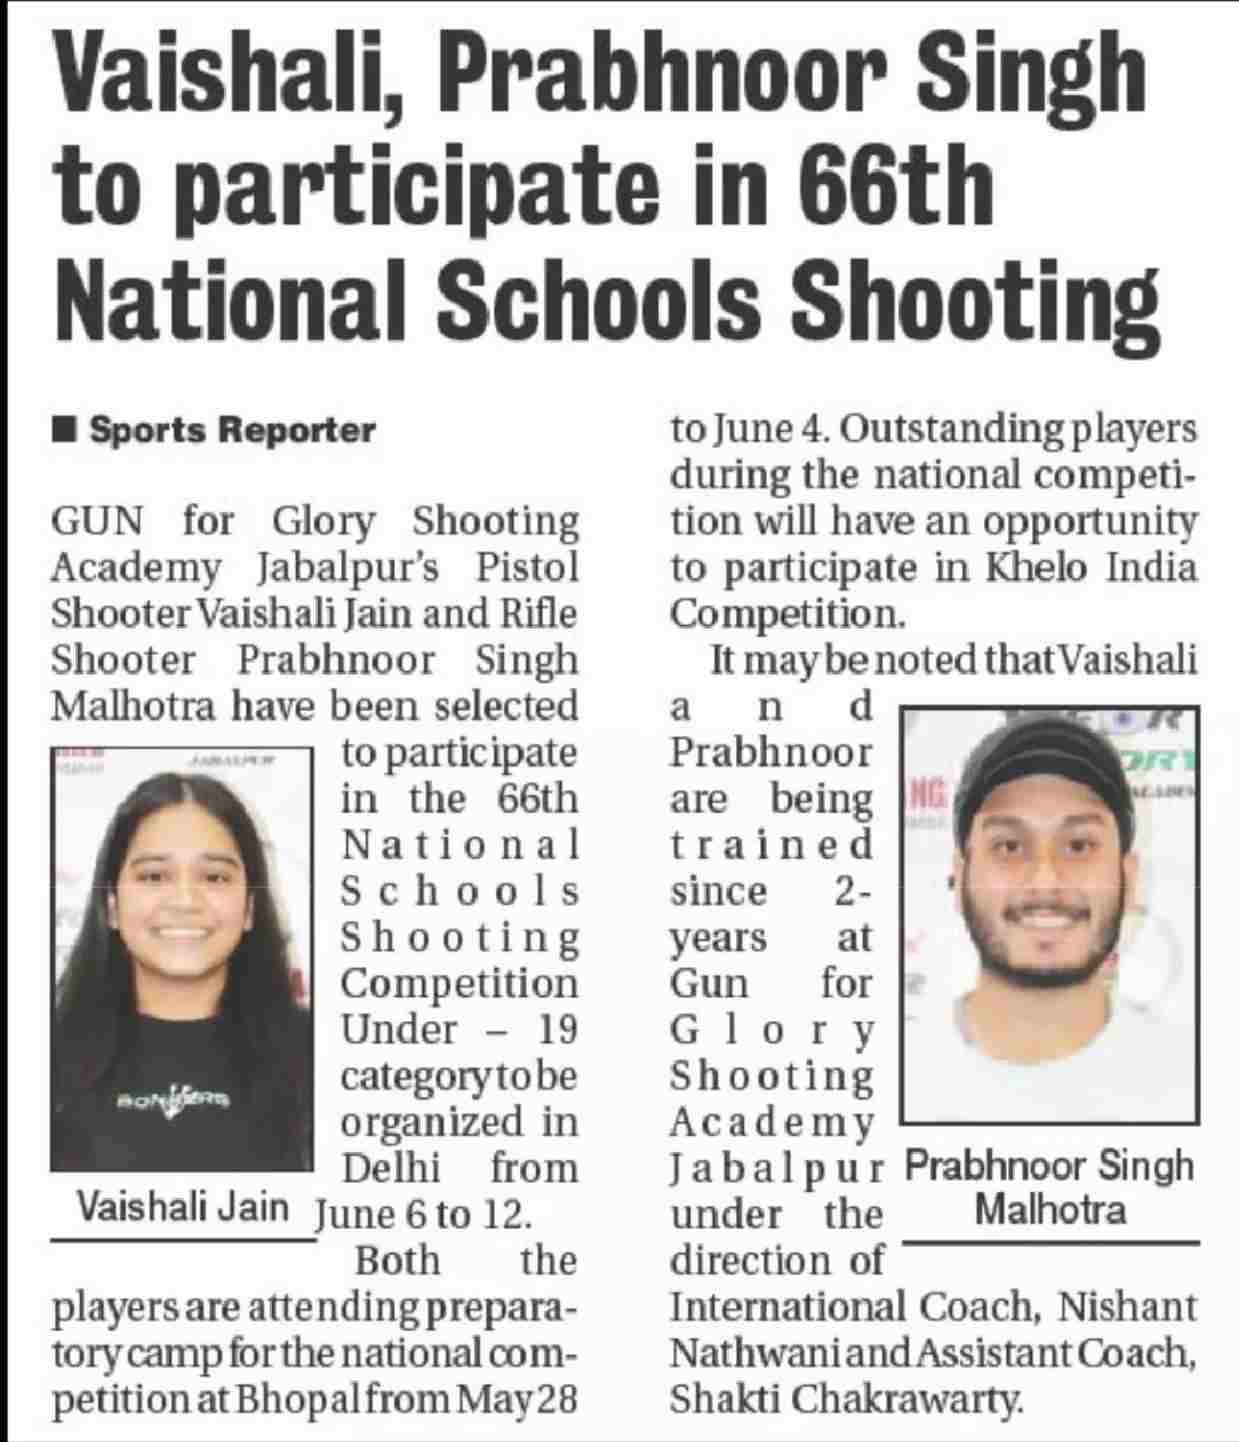 Vaishali, Prabhnoor Singh
to participate in 66th
National Schools Shooting
■ Sports Reporter
GUN for Glory Shooting
Academy Jabalpur's Pistol
Shooter Vaishali Jain and Rifle
Shooter Prabhnoor Singh
Malhotra have been selected
to participate
in the 66th
National
Schools
Shooting
Competition
Under – 19
category to be
organized in
Delhi from
June 6 to 12.
JABALPUR
BONKERS
Vaishali Jain
Both the
players are attending prepara-
tory camp for the national com-
petition at Bhopal from May 28
to June 4. Outstanding players
during the national competi-
tion will have an opportunity
to participate in Khelo India
Competition.
It may be noted that Vaishali
and
Prabhnoor
are being
trained
since 2-
years at
Gun for
Glory
Shooting
Academy
Jabalpur
under the
direction of
International Coach, Nishant
Nathwani and Assistant Coach,
Shakti Chakrawarty.
NG
Prabhnoor Singh
Malhotra